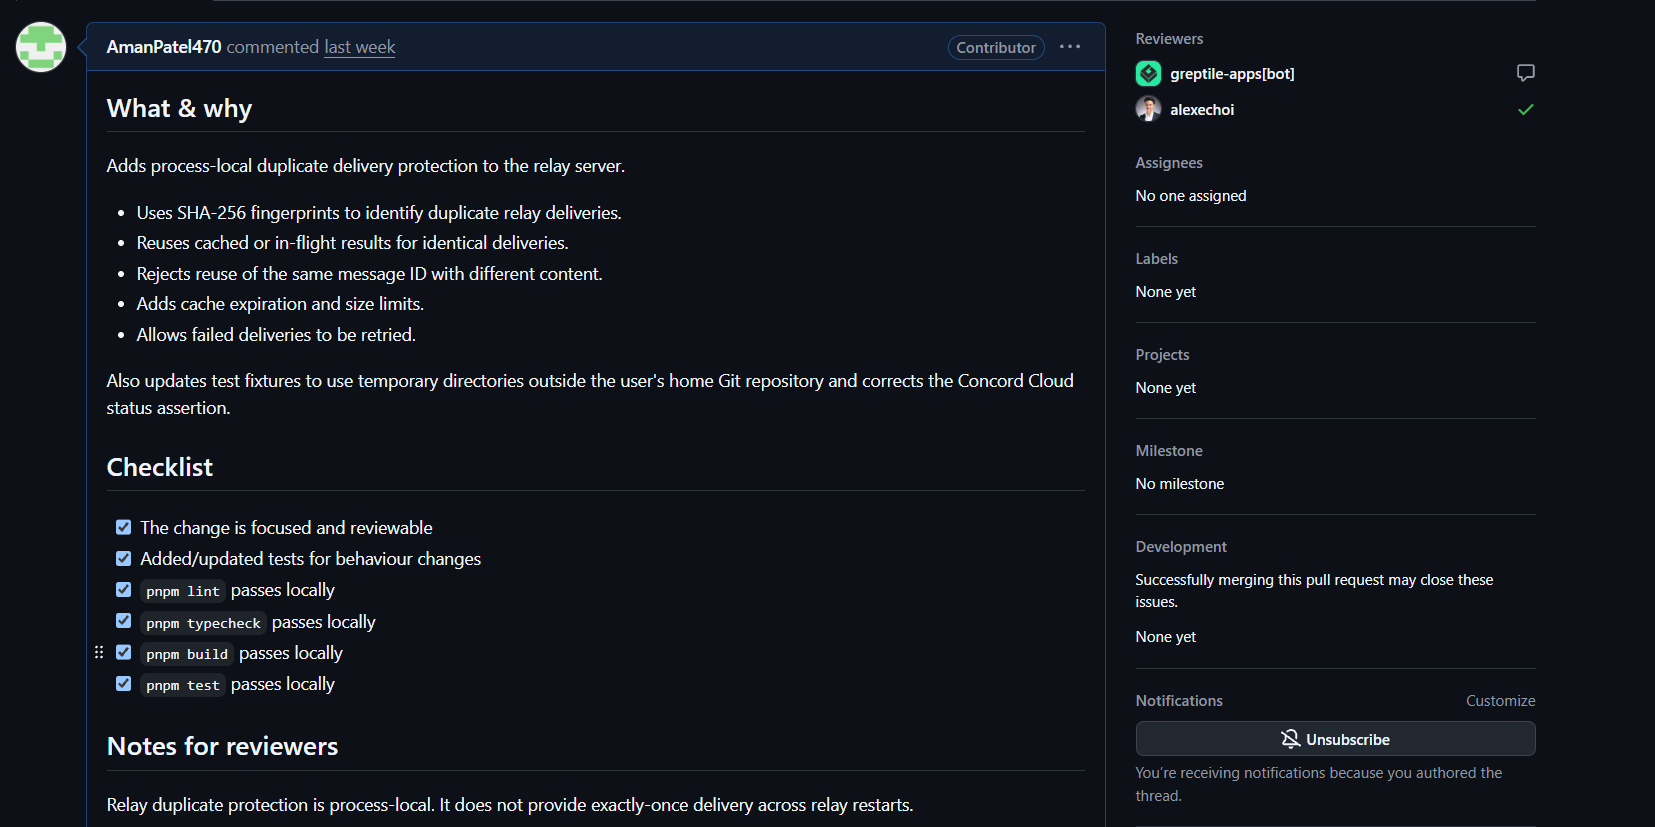 AmanPatel470 commented last week
Contributor
What & why
Adds process-local duplicate delivery protection to the relay server.
Uses SHA-256 fingerprints to identify duplicate relay deliveries.
Reuses cached or in-flight results for identical deliveries.
Rejects reuse of the same message ID with different content.
Adds cache expiration and size limits.
Allows failed deliveries to be retried.
Also updates test fixtures to use temporary directories outside the user's home Git repository and corrects the Concord Cloud
status assertion.
Checklist
The change is focused and reviewable
Added/updated tests for behaviour changes
pnpm lint passes locally
pnpm typecheck passes locally
pnpm build passes locally
pnpm test passes locally
Notes for reviewers
Relay duplicate protection is process-local. It does not provide exactly-once delivery across relay restarts.
Reviewers
greptile-apps[bot]
alexechoi
Assignees
No one assigned
Labels
None yet
Projects
None yet
Milestone
No milestone
Development
Successfully merging this pull request may close these
issues.
None yet
Notifications
Customize
Unsubscribe
You're receiving notifications because you authored the
thread.